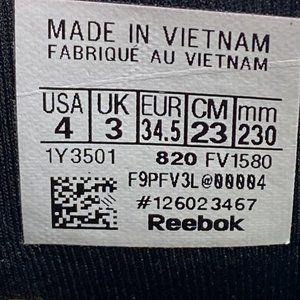 MADE IN VIETNAM
FABRIQUÉ AU VIETNAM
USA UK EUR CM mm
4 3 34.5 23 230
1Y3501 820 FV1580
F9PFV3L@00004
#126023467
Reebok